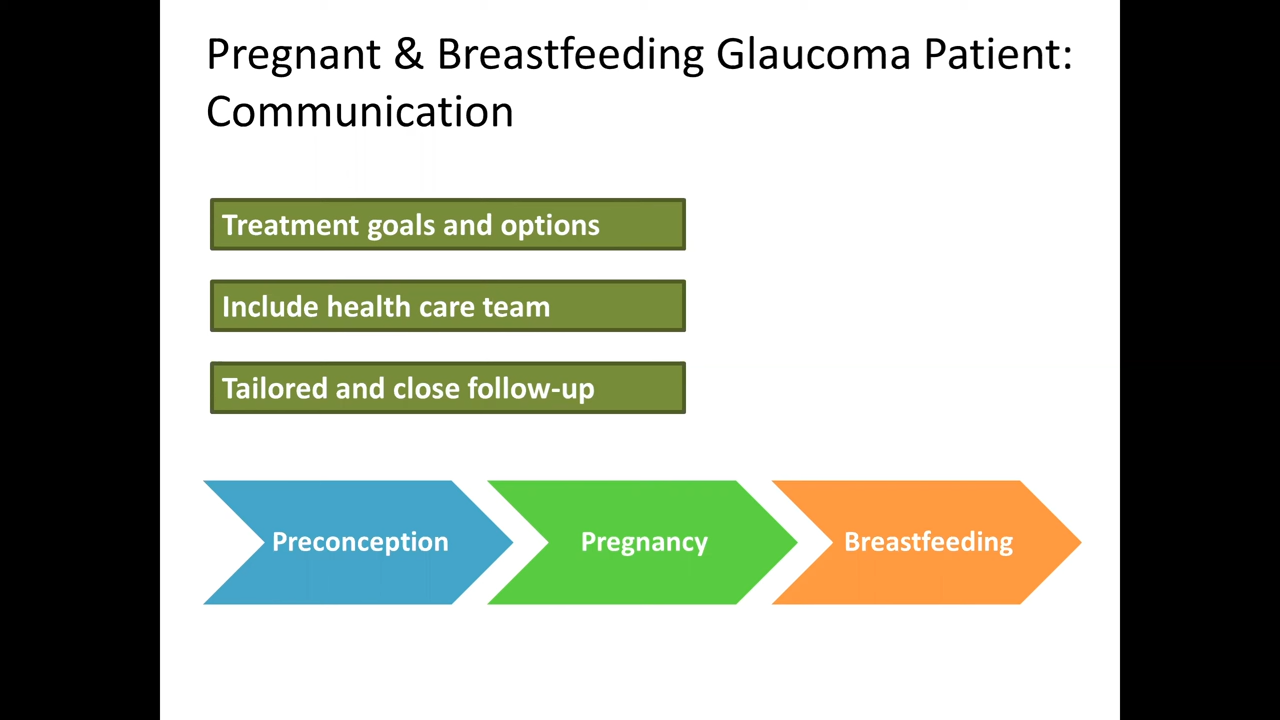 Pregnant & Breastfeeding Glaucoma Patient:
Communication
Treatment goals and options
Include health care team
Tailored and close follow-up
Preconception
Pregnancy
Breastfeeding